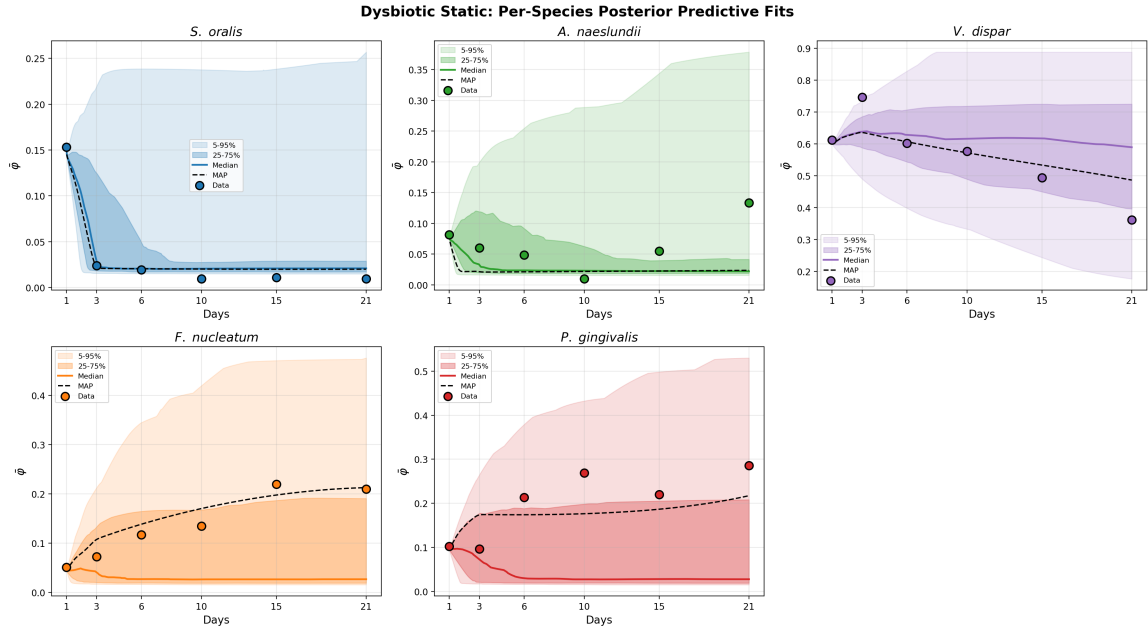 Dysbiotic Static: Per-Species Posterior Predictive Fits
S. oralis
0.25
0.20
0.15
0.10
0.05
0.00
φ̄
5-95%
25-75%
Median
MAP
Data
1 3 6 10 15 21
Days
A. naeslundii
0.35
0.30
0.25
0.20
0.15
0.10
0.05
0.00
φ̄
5-95%
25-75%
Median
MAP
Data
1 3 6 10 15 21
Days
V. dispar
0.9
0.8
0.7
0.6
0.5
0.4
0.3
0.2
φ̄
5-95%
25-75%
Median
MAP
Data
1 3 6 10 15 21
Days
F. nucleatum
0.4
0.3
0.2
0.1
0.0
φ̄
5-95%
25-75%
Median
MAP
Data
1 3 6 10 15 21
Days
P. gingivalis
0.5
0.4
0.3
0.2
0.1
0.0
φ̄
5-95%
25-75%
Median
MAP
Data
1 3 6 10 15 21
Days